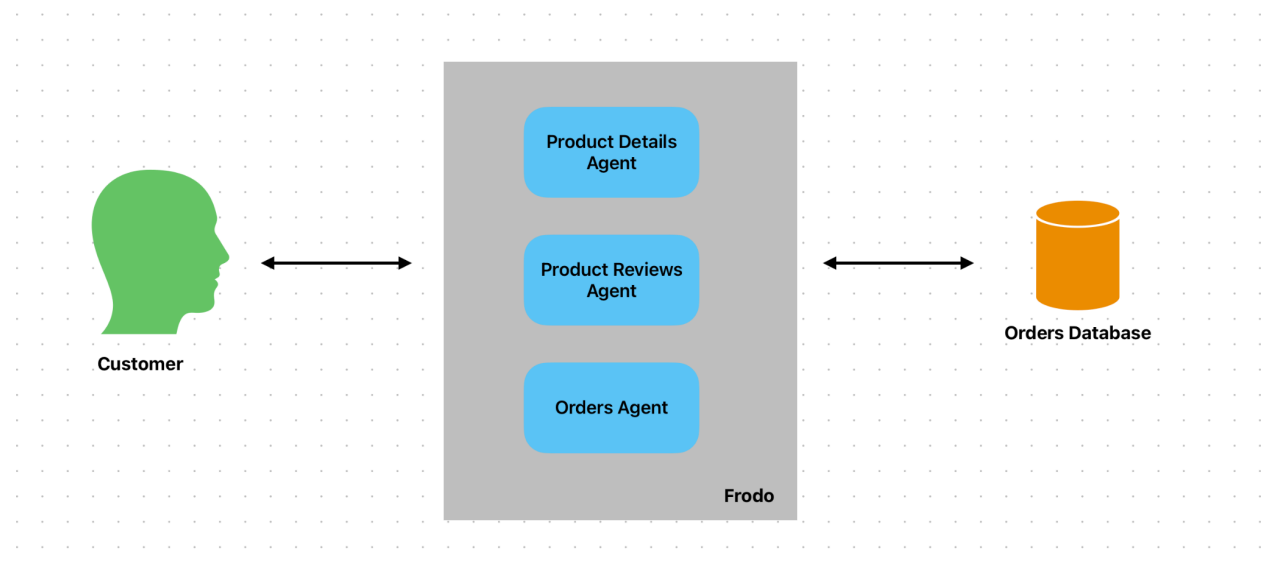 Product Details
Agent
Product Reviews
Agent
Orders Agent
Frodo
Customer
Orders Database